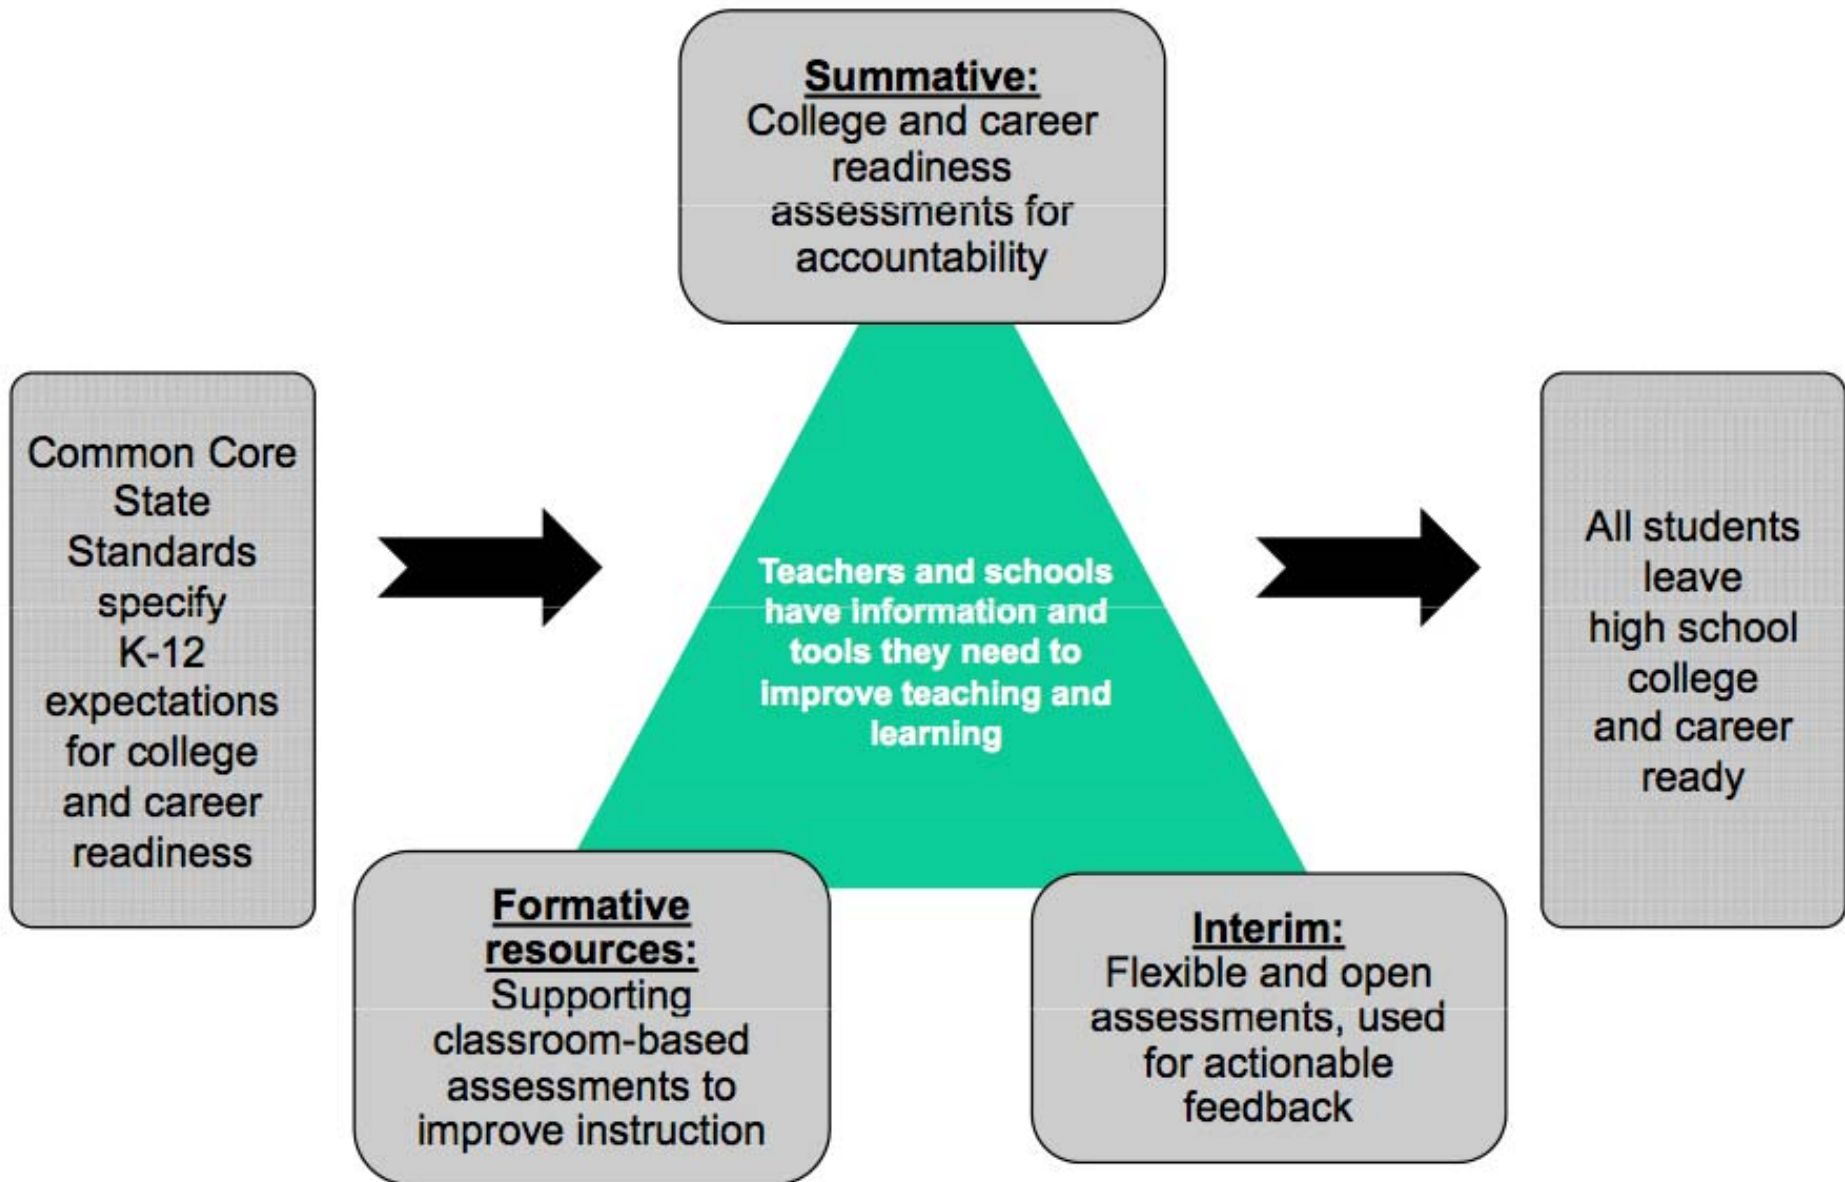 Summative:
College and career
readiness
assessments for
accountability
Common Core
State
Standards
specify
K-12
expectations
for college
and career
readiness
Teachers and schools
have information and
tools they need to
improve teaching and
learning
All students
leave
high school
college
and career
ready
Formative
resources:
Supporting
classroom-based
assessments to
improve instruction
Interim:
Flexible and open
assessments, used
for actionable
feedback